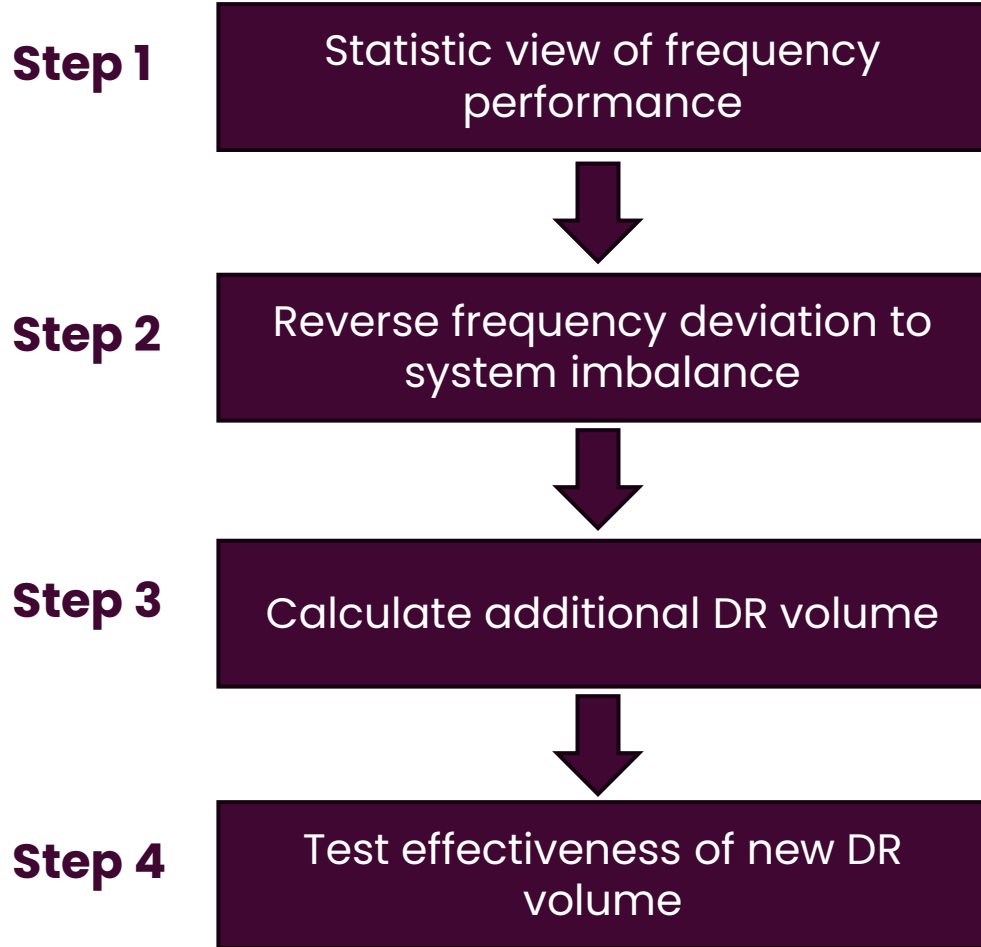 Step 1
Statistic view of frequency
performance
Step 2
Reverse frequency deviation to
system imbalance
Step 3
Calculate additional DR volume
Step 4
Test effectiveness of new DR
volume